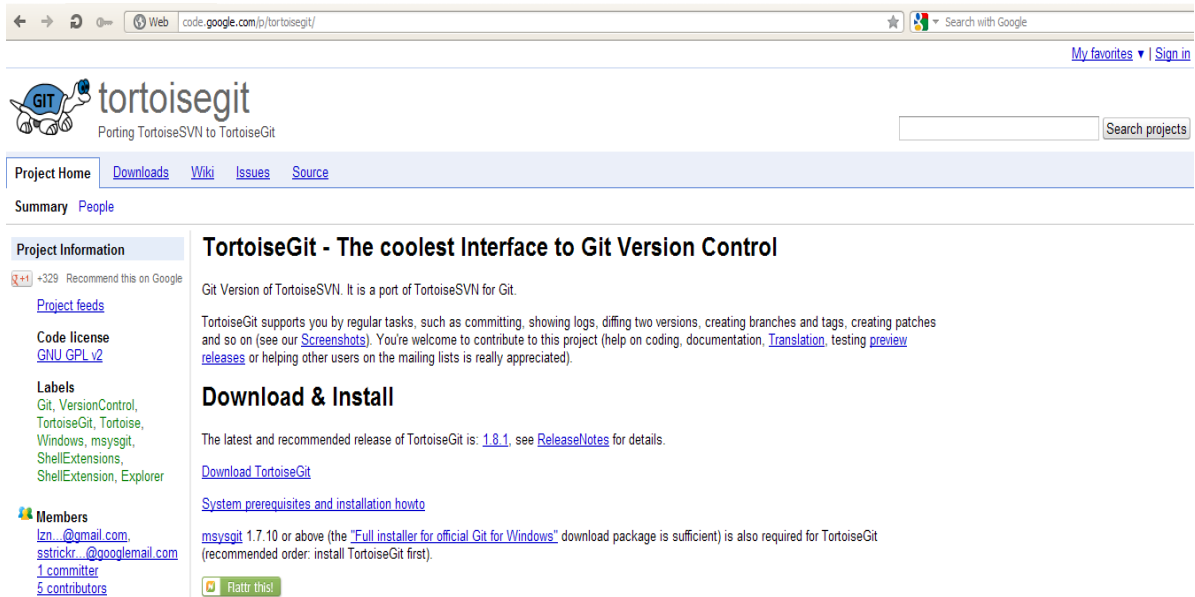 Web code.google.com/p/tortoisegit/ Search with Google
My favorites ▼ | Sign in
GIT
tortoisegit
Porting TortoiseSVN to TortoiseGit
Search projects
Project Home Downloads Wiki Issues Source
Summary People
Project Information
+1 +329 Recommend this on Google
Project feeds
Code license
GNU GPL v2
Labels
Git, VersionControl,
TortoiseGit, Tortoise,
Windows, msysgit,
ShellExtensions,
ShellExtension, Explorer
Members
lzn...@gmail.com,
sstrickr...@googlemail.com
1 committer
5 contributors
TortoiseGit - The coolest Interface to Git Version Control
Git Version of TortoiseSVN. It is a port of TortoiseSVN for Git.
TortoiseGit supports you by regular tasks, such as committing, showing logs, diffing two versions, creating branches and tags, creating patches
and so on (see our Screenshots). You're welcome to contribute to this project (help on coding, documentation, Translation, testing preview
releases or helping other users on the mailing lists is really appreciated).
Download & Install
The latest and recommended release of TortoiseGit is: 1.8.1, see ReleaseNotes for details.
Download TortoiseGit
System prerequisites and installation howto
msysgit 1.7.10 or above (the "Full installer for official Git for Windows" download package is sufficient) is also required for TortoiseGit
(recommended order: install TortoiseGit first).
Flattr this!